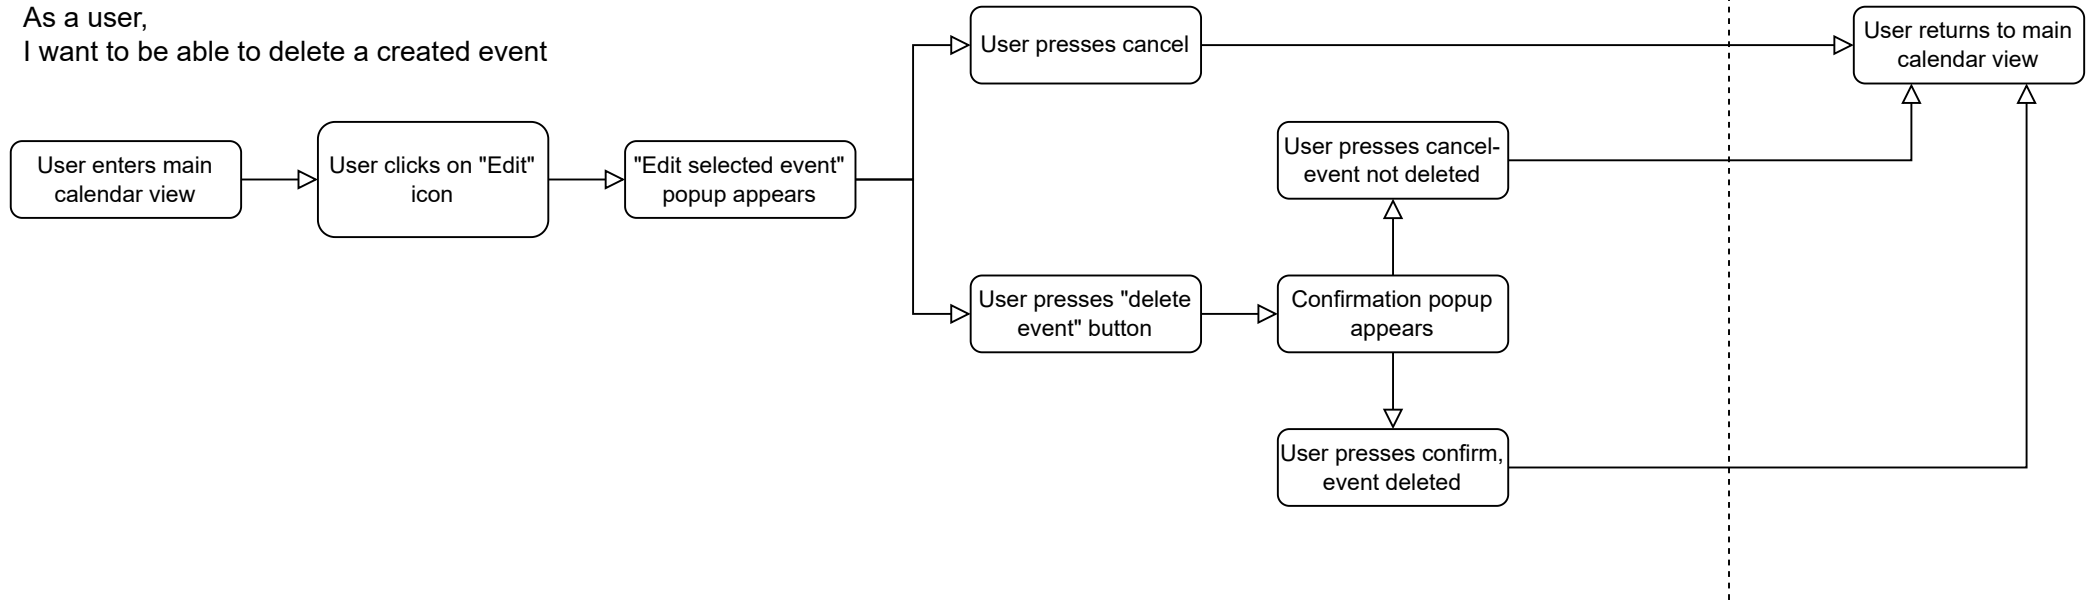 As a user,
I want to be able to delete a created event
User enters main
calendar view
User clicks on "Edit"
icon
"Edit selected event"
popup appears
User presses cancel
User presses "delete
event" button
Confirmation popup
appears
User presses cancel-
event not deleted
User presses confirm,
event deleted
User returns to main
calendar view